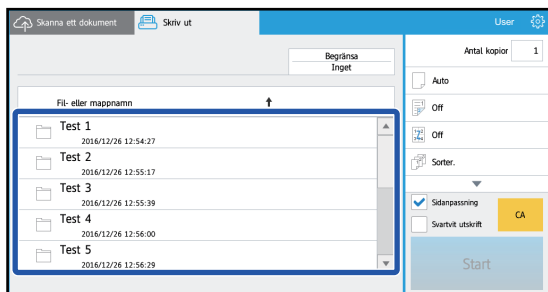 Skanna ett dokument
Skriv ut
User
Begränsa
Inget
Antal kopior 1
Fil- eller mappnamn
Auto
Off
Off
Sorter.
Test 1
2016/12/26 12:54:27
Test 2
2016/12/26 12:55:17
Test 3
2016/12/26 12:55:39
Test 4
2016/12/26 12:56:00
Test 5
2016/12/26 12:56:29
Sidanpassning
Svartvit utskrift
CA
Start